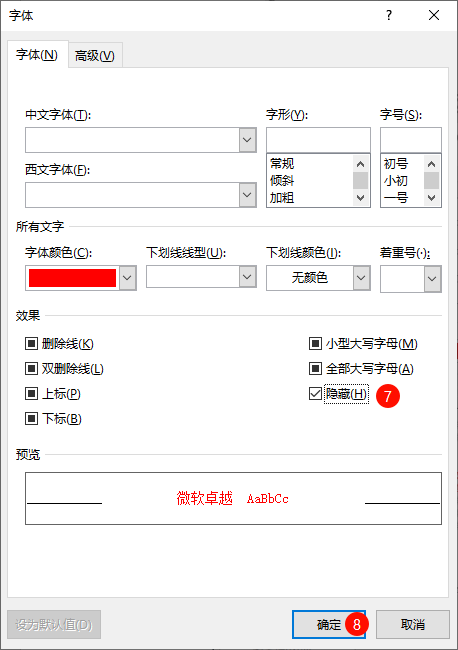 字体 ?
字体(N) 高级(V)
中文字体(T): 字形(Y): 字号(S):
常规 初号
倾斜 小初
加粗 一号
西文字体(F):
所有文字
字体颜色(C): 下划线线型(U): 下划线颜色(I): 着重号(·):
无颜色
效果
删除线(K) 小型大写字母(M)
双删除线(L) 全部大写字母(A)
上标(P) 隐藏(H) 7
下标(B)
预览
微软卓越 AaBbCc
设为默认值(D) 确定 8 取消